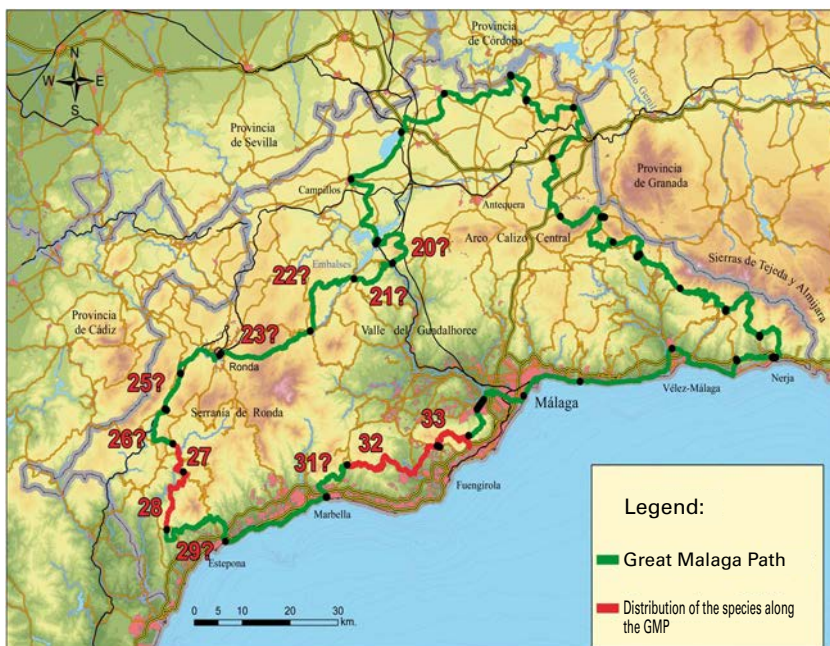 Provincia
de Córdoba
N
W E
S
Río Genil
Provincia
de Sevilla
Provincia
de Granada
Campillos
Antequera
Arco Calizo Central
20?
Sierras de Tejeda y Almijara
22?
Embalses
21?
Provincia
de Cádiz
23?
Valle del Guadalhorce
Ronda
25?
Nerja
Vélez-Málaga
Málaga
Serranía de Ronda
33
26?
32
27
31?
Fuengirola
28
Marbella
29?
Estepona
0 5 10 20 30
km.
Legend:
Great Malaga Path
Distribution of the species along
the GMP